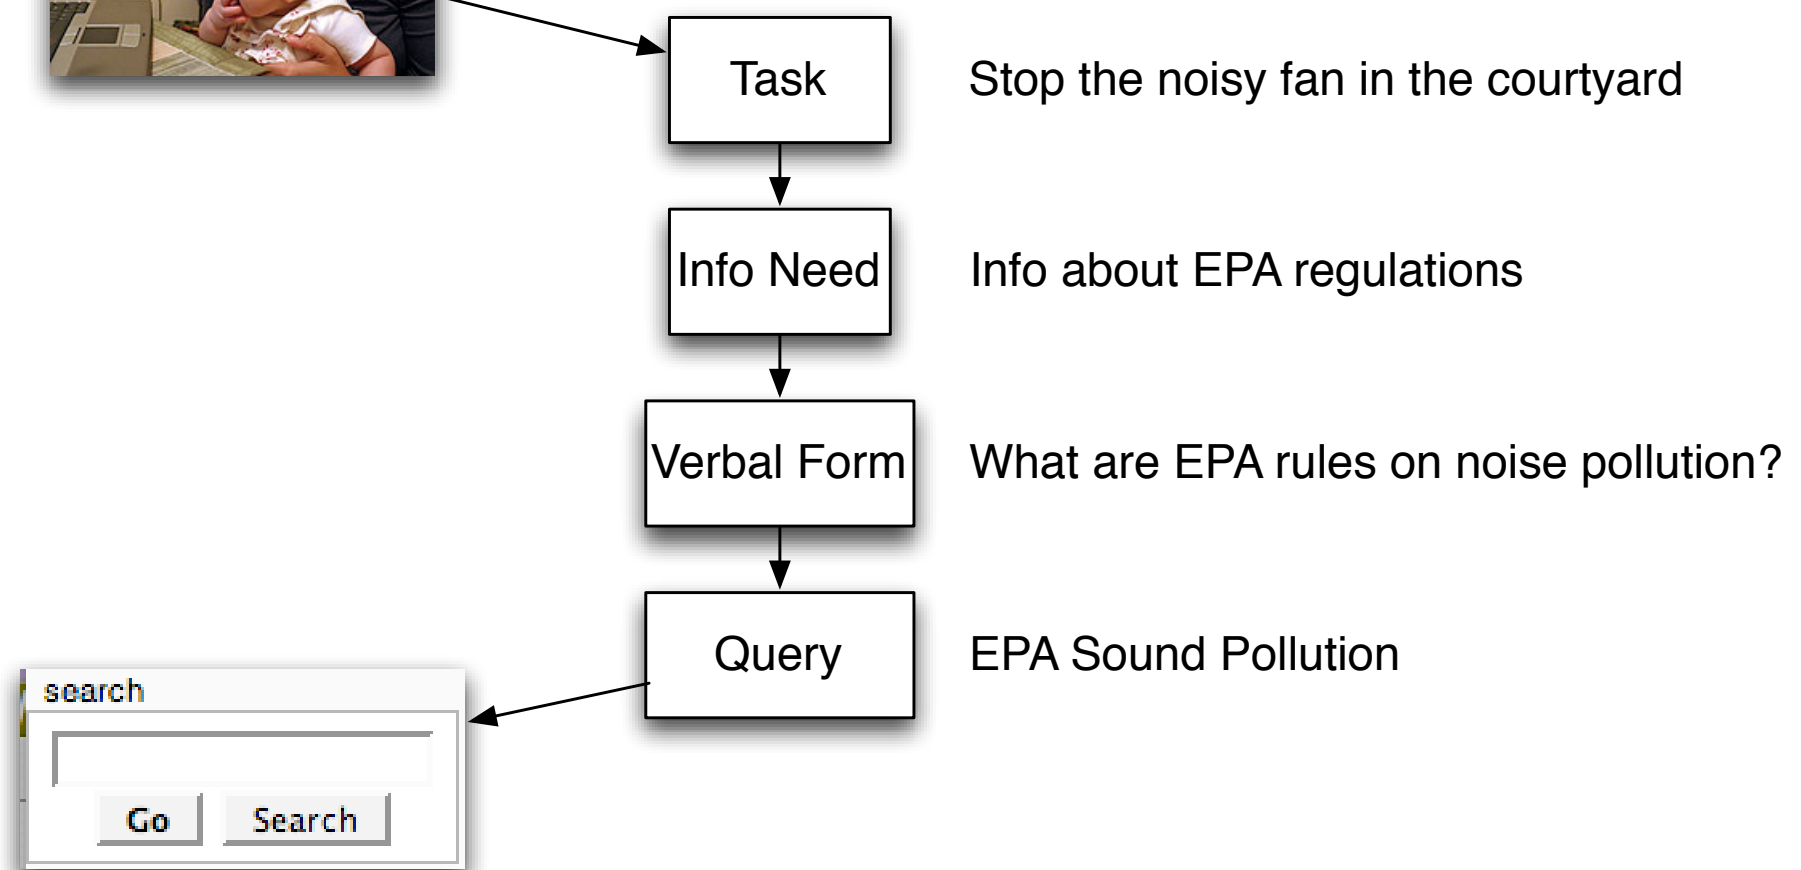 Task
Stop the noisy fan in the courtyard
Info Need
Info about EPA regulations
Verbal Form
What are EPA rules on noise pollution?
Query
EPA Sound Pollution
search
Go Search